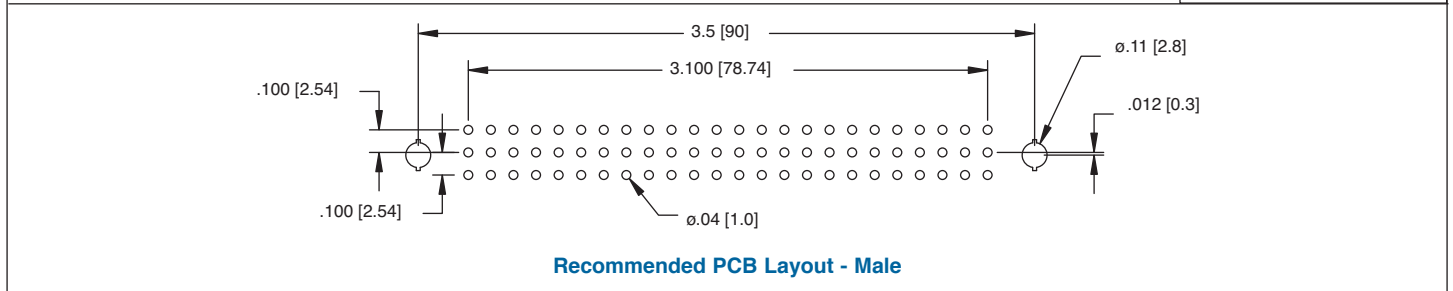 3.5 [90]
ø.11 [2.8]
3.100 [78.74]
.100 [2.54]
.012 [0.3]
.100 [2.54]
ø.04 [1.0]
Recommended PCB Layout - Male